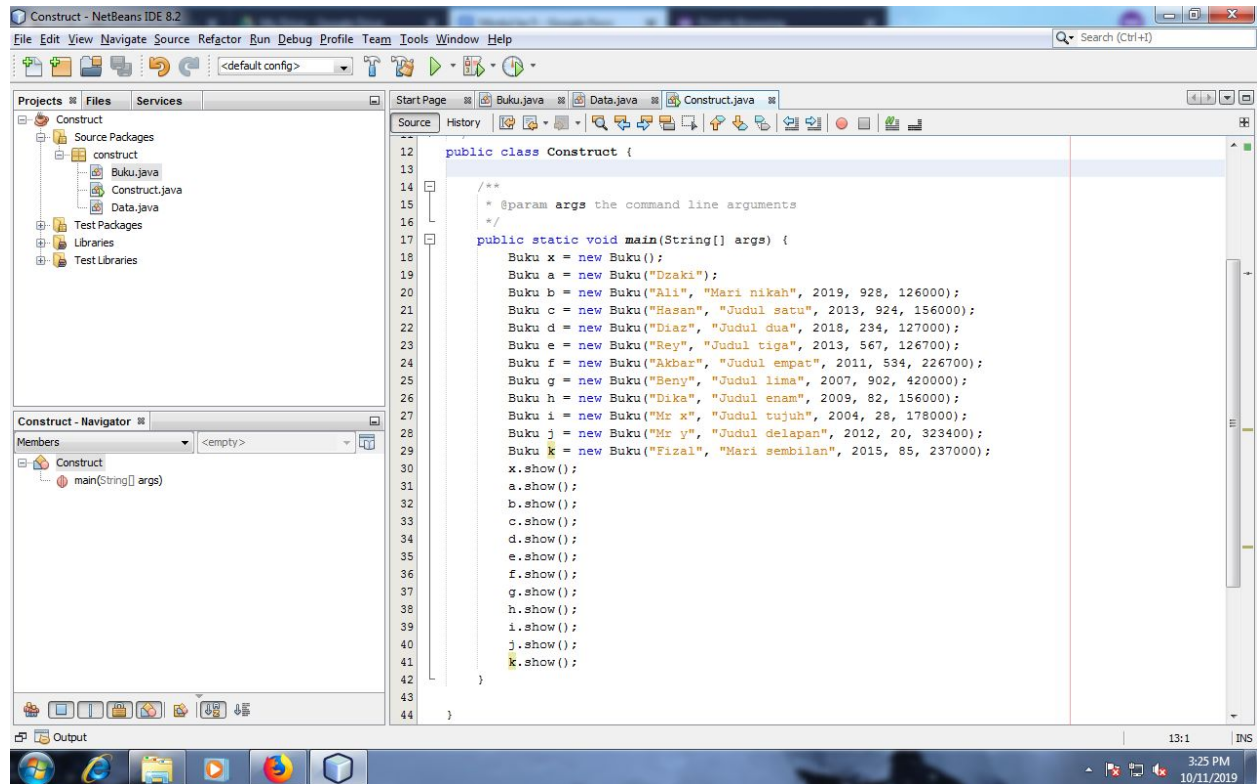 Construct - NetBeans IDE 8.2
File Edit View Navigate Source Refactor Run Debug Profile Team Tools Window Help
Search (Ctrl+I)
<default config>
Projects Files Services
Construct
Source Packages
construct
Buku.java
Construct.java
Data.java
Test Packages
Libraries
Test Libraries
Construct - Navigator
Members <empty>
Construct
main(String[] args)
Start Page Buku.java Data.java Construct.java
Source History
12 public class Construct {
13
14 /**
15 * @param args the command line arguments
16 */
17 public static void main(String[] args) {
18 Buku x = new Buku();
19 Buku a = new Buku("Dzaki");
20 Buku b = new Buku("Ali", "Mari nikah", 2019, 928, 126000);
21 Buku c = new Buku("Hasan", "Judul satu", 2013, 924, 156000);
22 Buku d = new Buku("Diaz", "Judul dua", 2018, 234, 127000);
23 Buku e = new Buku("Rey", "Judul tiga", 2013, 567, 126700);
24 Buku f = new Buku("Akbar", "Judul empat", 2011, 534, 226700);
25 Buku g = new Buku("Beny", "Judul lima", 2007, 902, 420000);
26 Buku h = new Buku("Dika", "Judul enam", 2009, 82, 156000);
27 Buku i = new Buku("Mr x", "Judul tujuh", 2004, 28, 178000);
28 Buku j = new Buku("Mr y", "Judul delapan", 2012, 20, 323400);
29 Buku k = new Buku("Fizal", "Mari sembilan", 2015, 85, 237000);
30 x.show();
31 a.show();
32 b.show();
33 c.show();
34 d.show();
35 e.show();
36 f.show();
37 g.show();
38 h.show();
39 i.show();
40 j.show();
41 k.show();
42 }
43
44 }
Output
13:1 INS
3:25 PM
10/11/2019